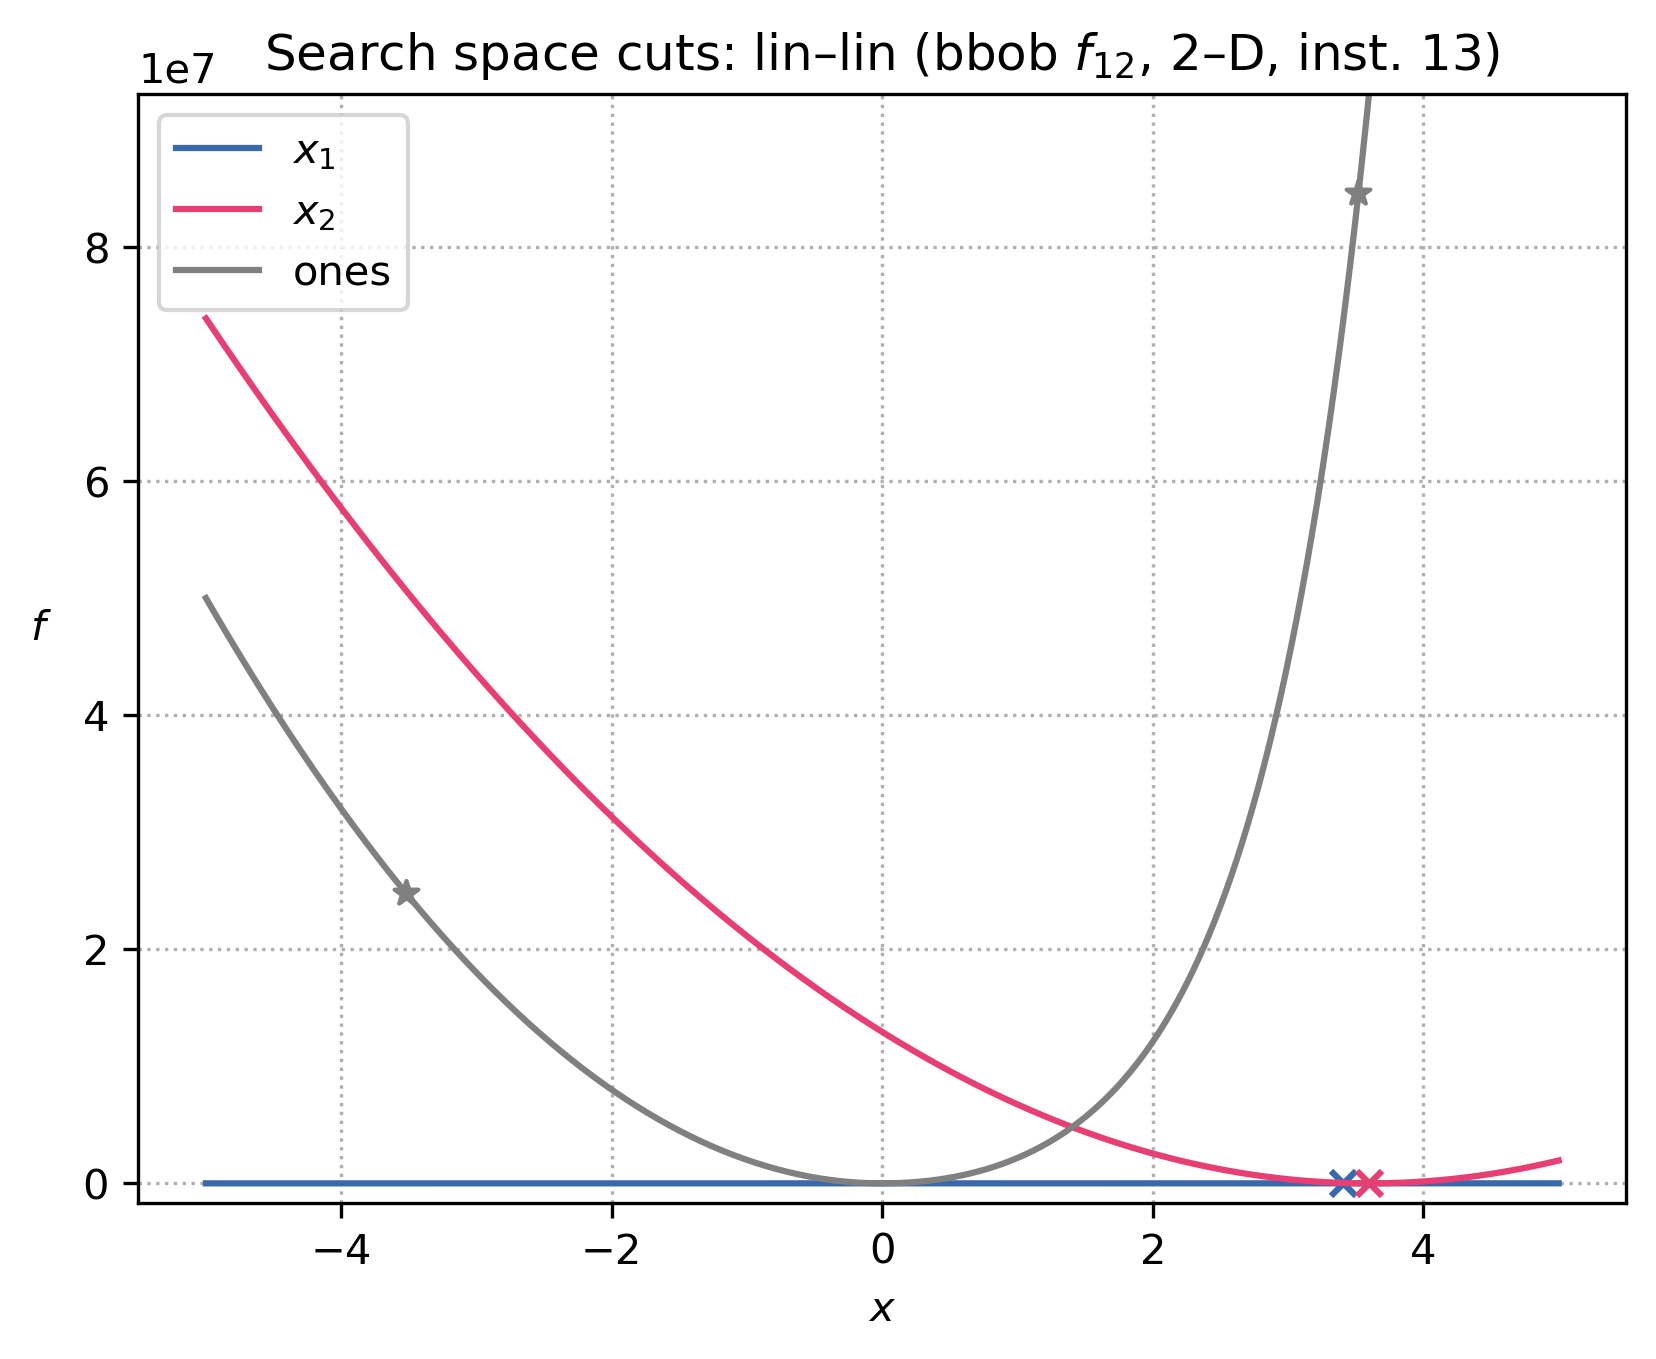 Search space cuts: lin–lin (bbob f₁₂, 2–D, inst. 13)
1e7
x₁
x₂
ones
8
6
4
2
0
f
−4 −2 0 2 4
x